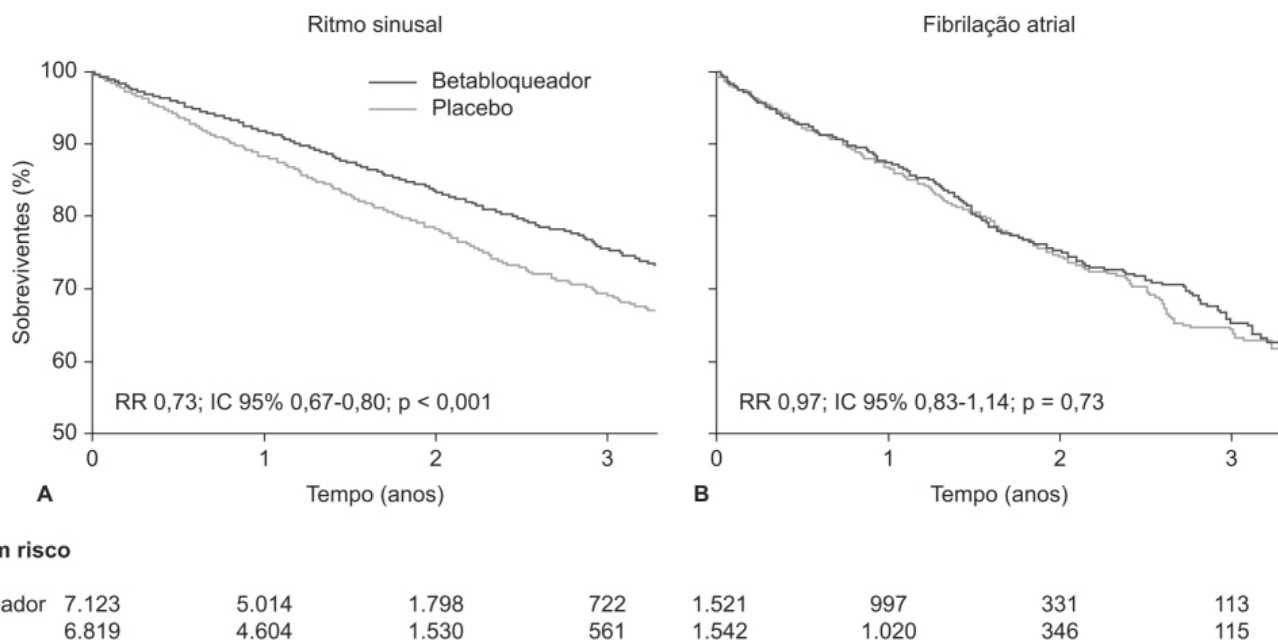 Ritmo sinusal
Fibrilação atrial
100
90
80
70
60
50
Sobreviventes (%)
Betabloqueador
Placebo
RR 0,73; IC 95% 0,67-0,80; p < 0,001
RR 0,97; IC 95% 0,83-1,14; p = 0,73
0 1 2 3
0 1 2 3
A Tempo (anos)
B Tempo (anos)
risco
7.123 5.014 1.798 722 1.521 997 331 113
6.819 4.604 1.530 561 1.542 1.020 346 115